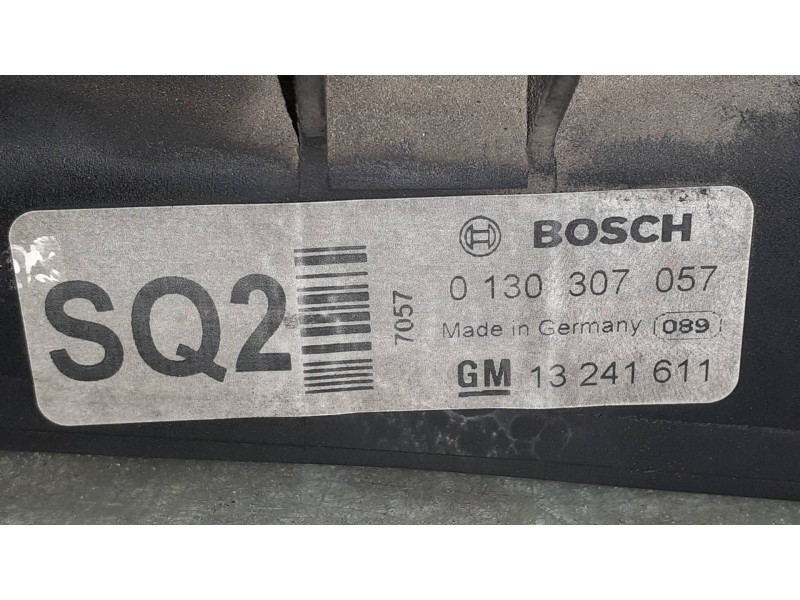 SQ2
7057
BOSCH
0 130 307 057
Made in Germany 089
GM 13 241 611